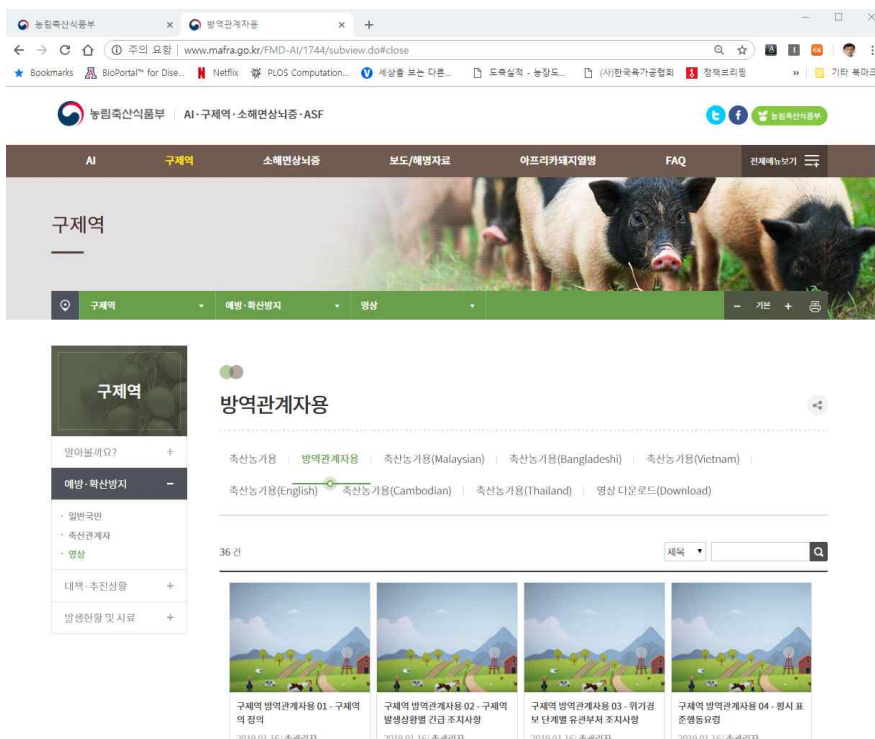 농림축산식품부
방역관계자용
주의 요함 | www.mafra.go.kr/FMD-AI/1744/subview.do#close
Bookmarks BioPortal™ for Dise... Netflix PLOS Computation... 세상을 보는 다른... 도축실적 - 농장도... (사)한국육가공협회 정책브리핑 » 기타 북마크
농림축산식품부 AI·구제역·소해면상뇌증·ASF 농림축산식품부
AI 구제역 소해면상뇌증 보도/해명자료 아프리카돼지열병 FAQ 전체메뉴보기
구제역
구제역 예방·확산방지 영상 - 기본 +
구제역
방역관계자용
알아볼까요? +
예방·확산방지 -
· 일반국민
· 축산관계자
· 영상
대책·추진상황 +
발생현황 및 시료 +
축산농가용 방역관계자용 축산농가용(Malaysian) 축산농가용(Bangladeshi) 축산농가용(Vietnam)
축산농가용(English) 축산농가용(Cambodian) 축산농가용(Thailand) 영상 다운로드(Download)
36 건
제목
구제역 방역관계자용 01 - 구제역
의 정의
2019.01.16
구제역 방역관계자용 02 - 구제역
발생상황별 긴급 조치사항
2019.01.16
구제역 방역관계자용 03 - 위기경
보 단계별 유관부처 조치사항
2019.01.16
구제역 방역관계자용 04 - 평시 표
준행동요령
2019.01.16